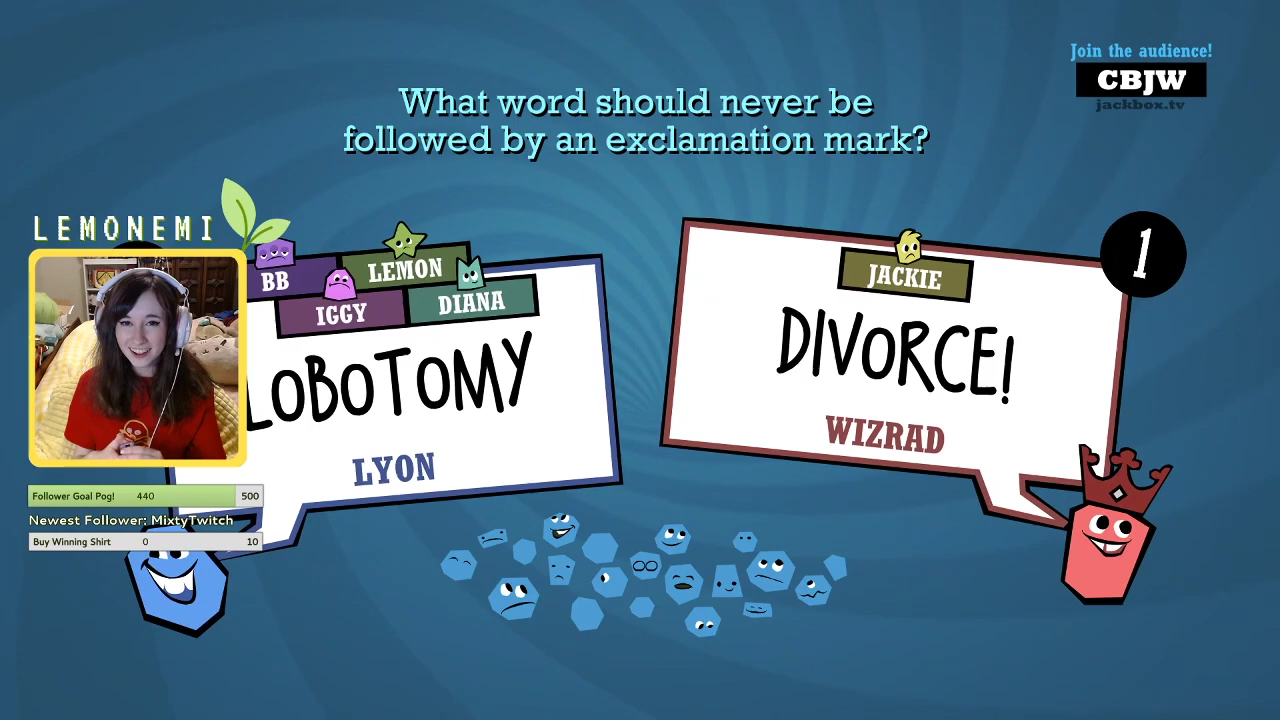 Join the audience!
CBJW
jackbox.tv
What word should never be
followed by an exclamation mark?
LEMONEMI
BB
LEMON
IGGY
DIANA
LOBOTOMY
LYON
JACKIE
1
DIVORCE!
WIZRAD
Follower Goal Pog! 440 500
Newest Follower: MixtyTwitch
Buy Winning Shirt 0 10